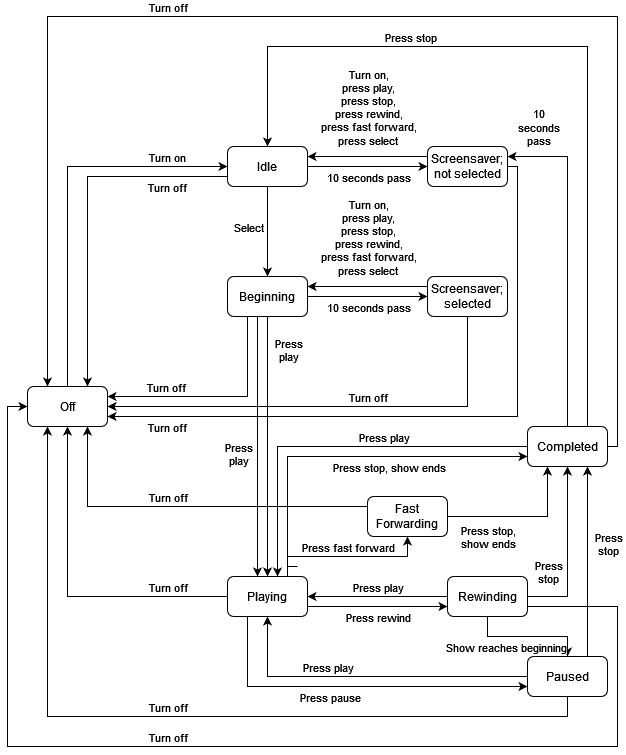 Turn off
Press stop
Turn on,
press play,
press stop,
press rewind,
press fast forward,
press select
10
seconds
pass
Turn on
Idle
Screensaver;
not selected
10 seconds pass
Turn off
Select
Turn on,
press play,
press stop,
press rewind,
press fast forward,
press select
Beginning
Screensaver;
selected
10 seconds pass
Press
play
Turn off
Turn off
Off
Turn off
Press
play
Press play
Completed
Press stop, show ends
Turn off
Fast
Forwarding
Press stop,
show ends
Press
stop
Press fast forward
Press
stop
Turn off
Playing
Press play
Rewinding
Press rewind
Show reaches beginning
Press play
Paused
Press pause
Turn off
Turn off